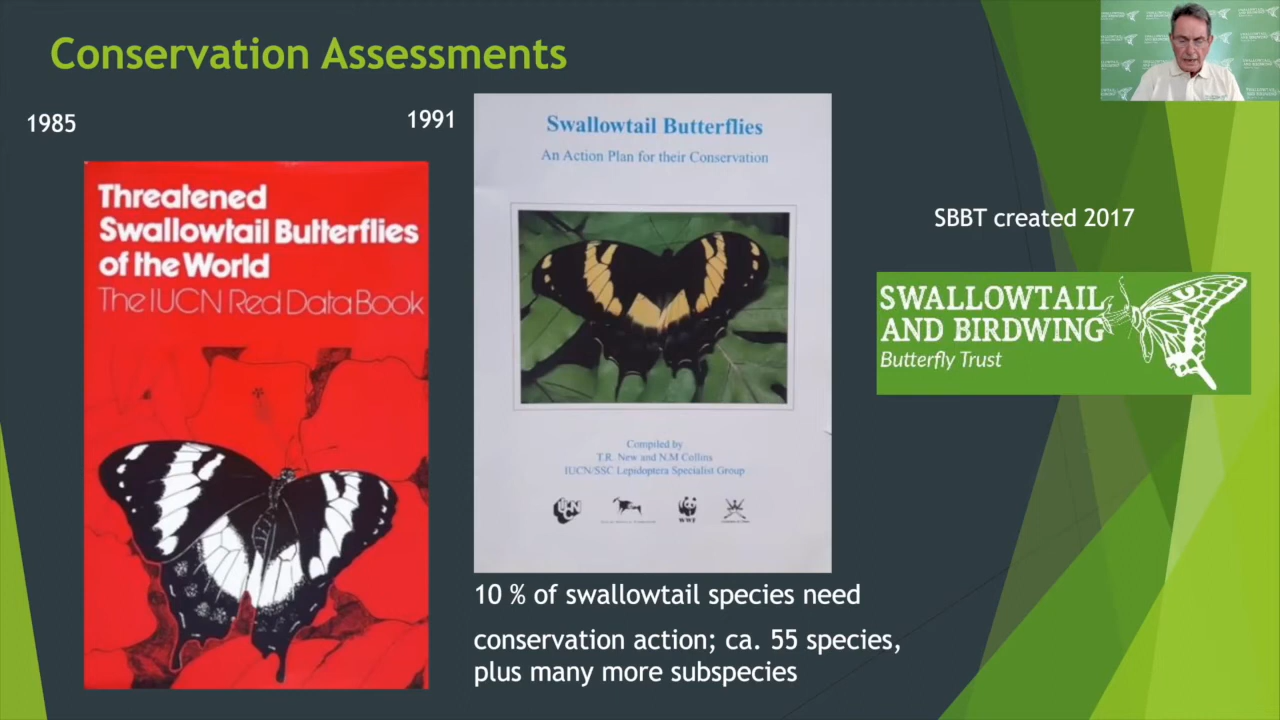 Conservation Assessments
1985
Threatened
Swallowtail Butterflies
of the World
The IUCN Red Data Book
1991
Swallowtail Butterflies
An Action Plan for their Conservation
Compiled by
T.R. New and N.M Collins
IUCN/SSC Lepidoptera Specialist Group
IUCN
WWF
10 % of swallowtail species need
conservation action; ca. 55 species,
plus many more subspecies
SBBT created 2017
SWALLOWTAIL
AND BIRDWING
Butterfly Trust